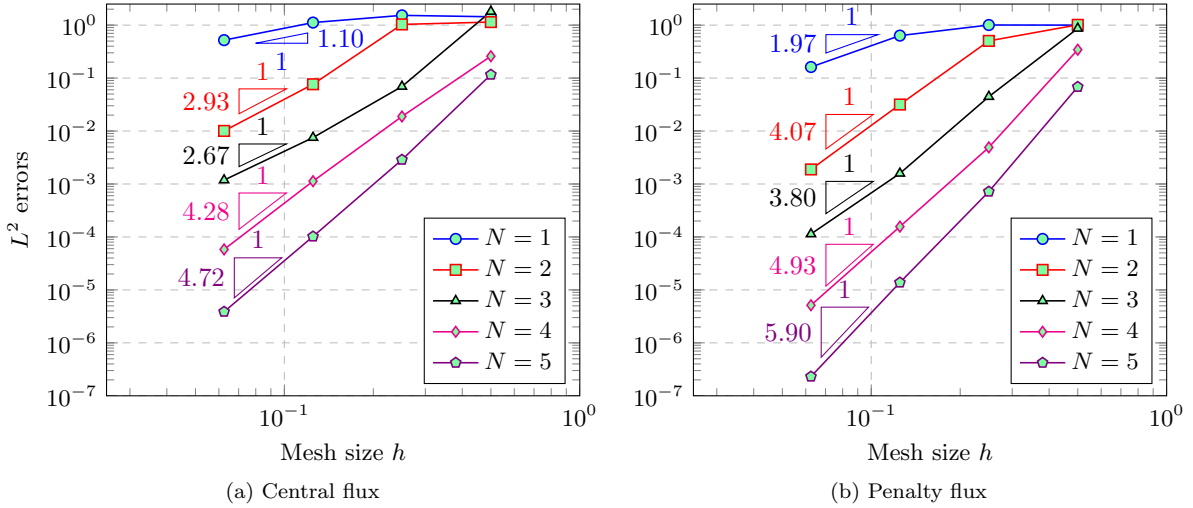 10^0
10^{-1}
10^{-2}
10^{-3}
10^{-4}
10^{-5}
10^{-6}
10^{-7}
L^2 errors
1
1.10
1
2.93
1
2.67
1
4.28
1
4.72
1
N = 1
N = 2
N = 3
N = 4
N = 5
10^{-1}
10^0
Mesh size h
(a) Central flux
10^0
10^{-1}
10^{-2}
10^{-3}
10^{-4}
10^{-5}
10^{-6}
10^{-7}
1
1.97
1
4.07
1
3.80
1
4.93
1
5.90
N = 1
N = 2
N = 3
N = 4
N = 5
10^{-1}
10^0
Mesh size h
(b) Penalty flux